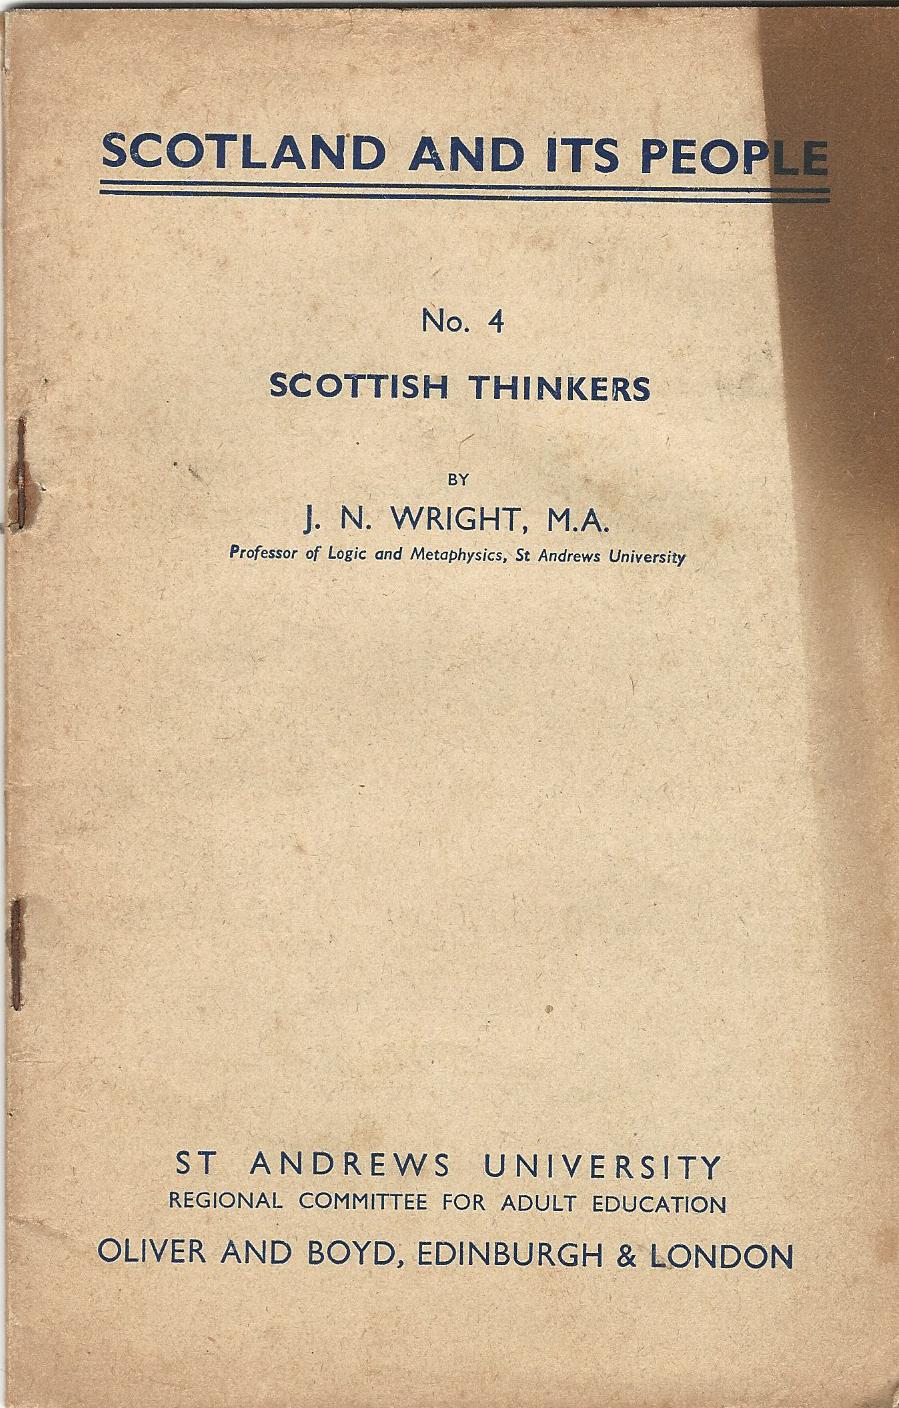 SCOTLAND AND ITS PEOPLE
No. 4
SCOTTISH THINKERS
BY
J. N. WRIGHT, M.A.
Professor of Logic and Metaphysics, St Andrews University
ST ANDREWS UNIVERSITY
REGIONAL COMMITTEE FOR ADULT EDUCATION
OLIVER AND BOYD, EDINBURGH & LONDON